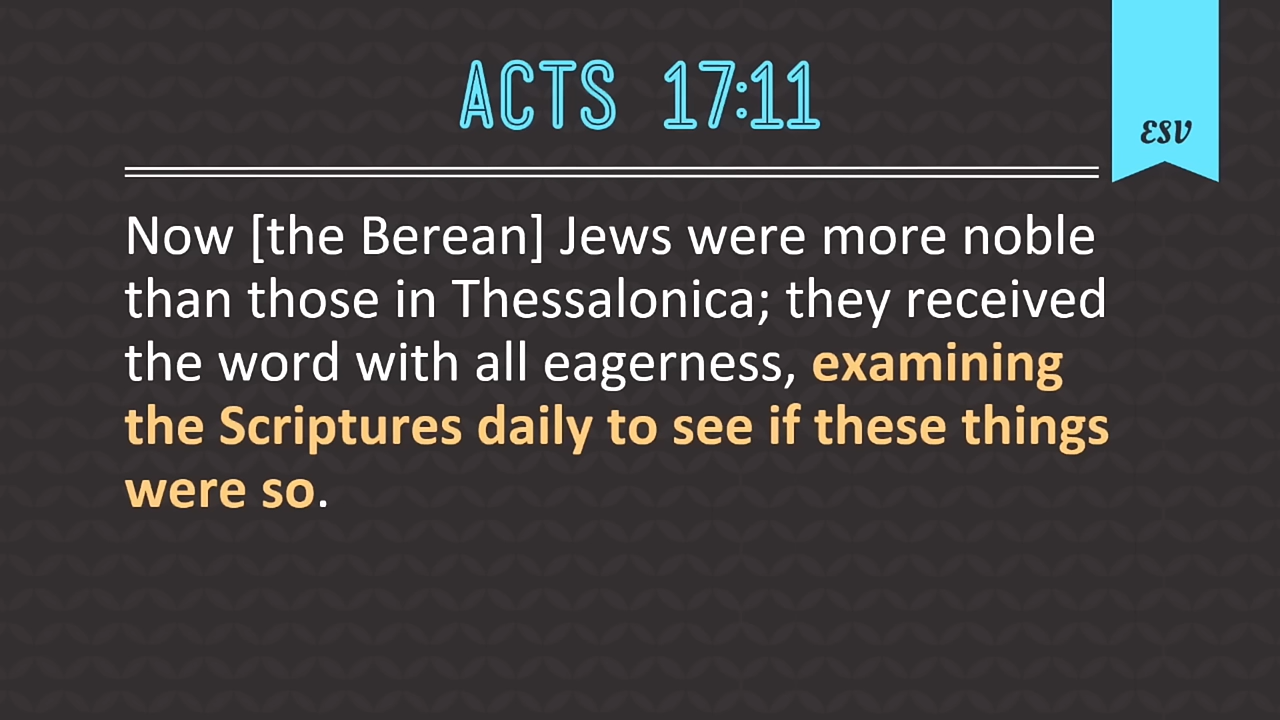 ACTS 17:11
ESV
Now [the Berean] Jews were more noble
than those in Thessalonica; they received
the word with all eagerness, examining
the Scriptures daily to see if these things
were so.